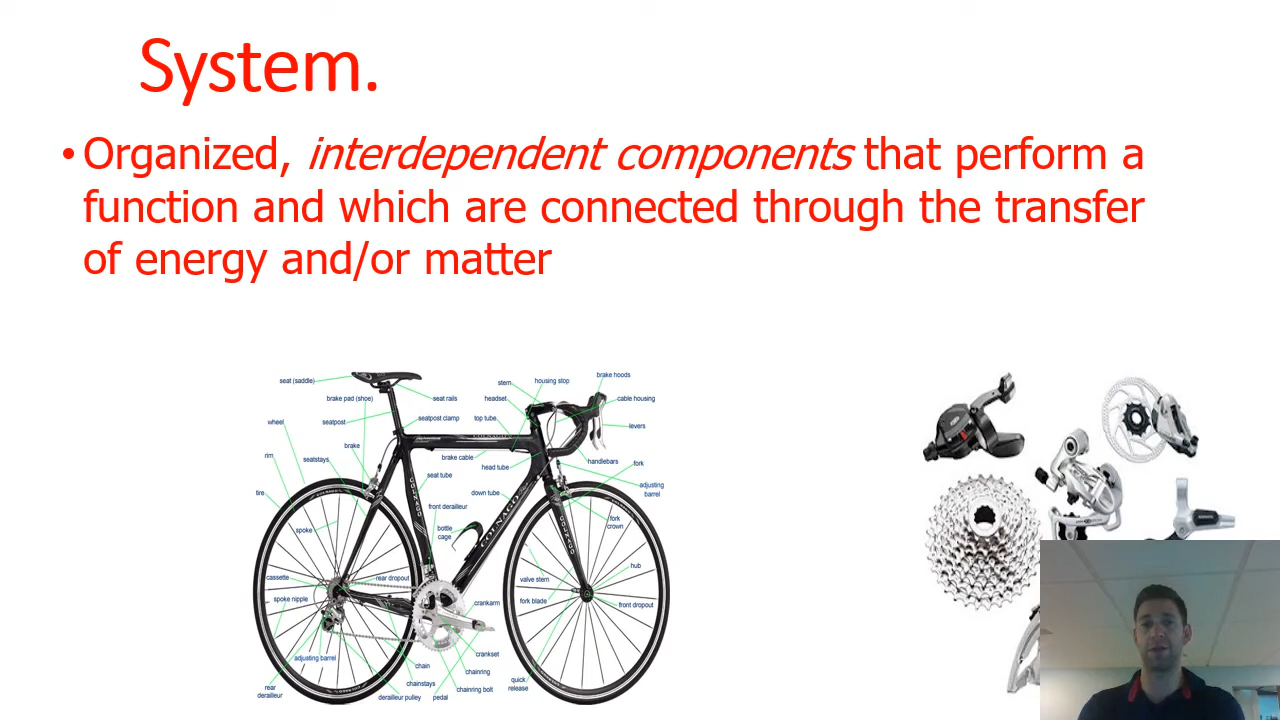 System.
• Organized, interdependent components that perform a
function and which are connected through the transfer
of energy and/or matter
seat (saddle)
brake pad (shoe)
seat rails
wheel
seatpost
seatpost clamp
brake
rim
seatstays
tire
spoke
cassette
spoke nipple
adjusting barrel
rear
derailleur
stem
housing stop
brake hoods
headset
cable housing
top tube
levers
brake cable
head tube
handlebars
fork
seat tube
adjusting
barrel
down tube
front derailleur
fork
crown
bottle
cage
COLNAGO
COLNAGO
COLNAGO
rear dropout
valve stem
hub
fork blade
front dropout
crankarm
crankset
chain
chainring
chainstays
chainring bolt
derailleur pulley
pedal
quick
release